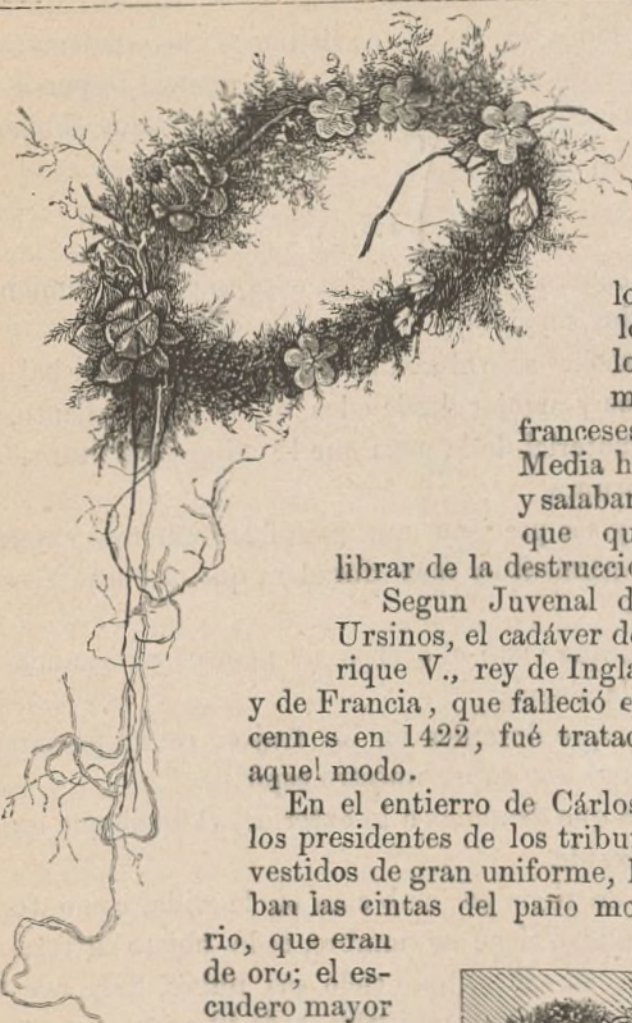 lo
le
lo
m
franceses
Media h
y salaban
que qu
librar de la destrucció
Segun Juvenal d
Ursinos, el cadáver de
rique V., rey de Ingla
y de Francia, que falleció e
cennes en 1422, fué tratad
aquel modo.
En el entierro de Cárlos
los presidentes de los tribu
vestidos de gran uniforme, l
ban las cintas del paño mo
rio, que eran
de oro; el es-
cudero mayor